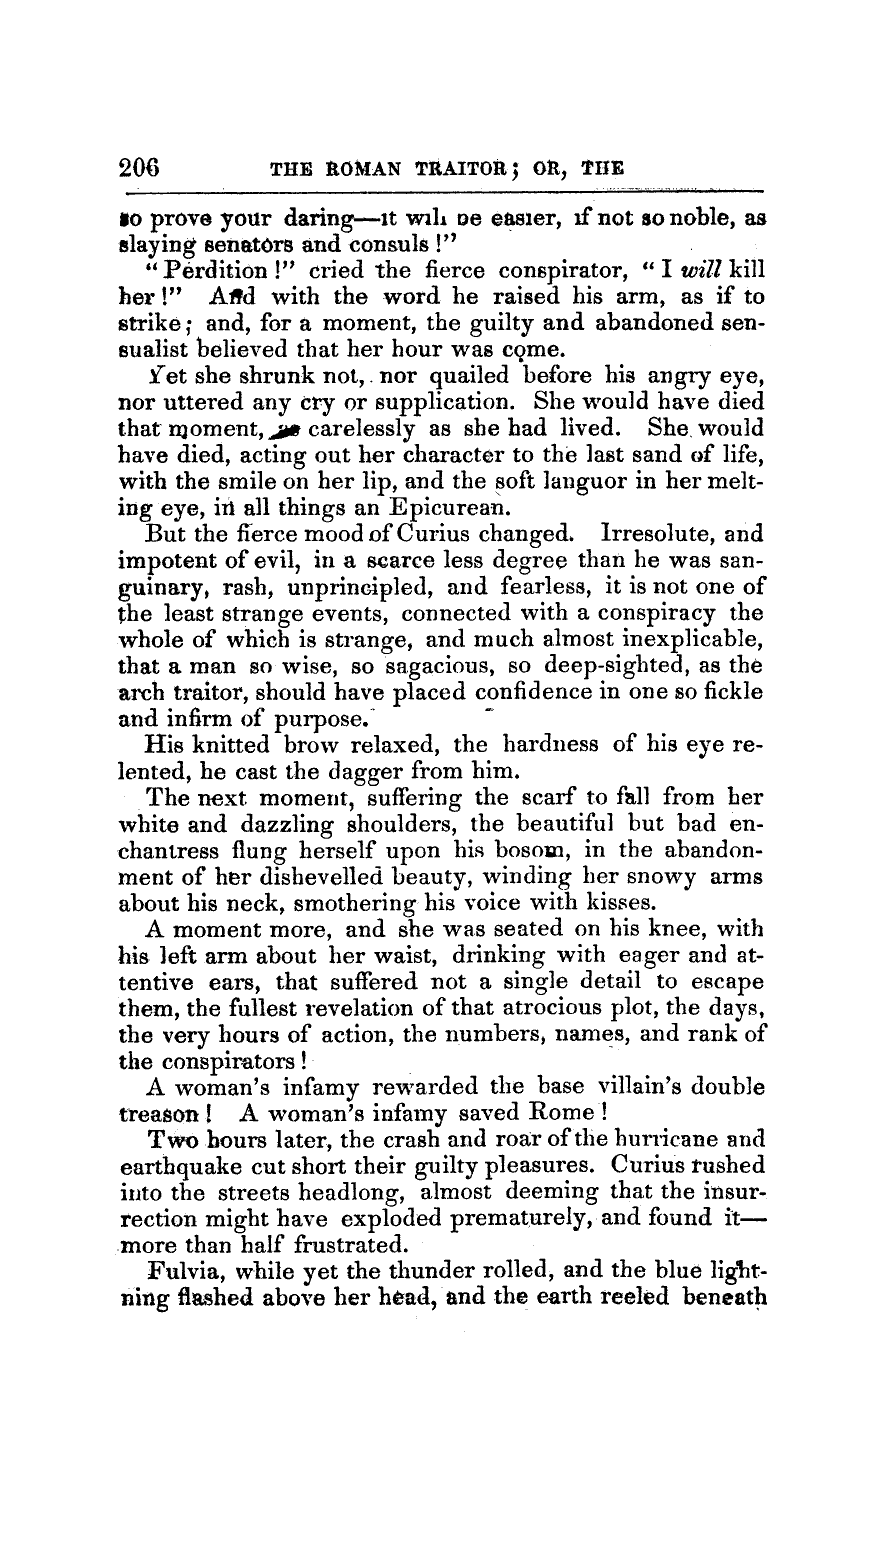 206 THE ROMAN TRAITOR; OR, THE
so prove your daring—it will be easier, if not so noble, as
slaying senators and consuls!"
"Perdition!" cried the fierce conspirator, "I will kill
her!" And with the word he raised his arm, as if to
strike; and, for a moment, the guilty and abandoned sen-
sualist believed that her hour was come.
Yet she shrunk not, nor quailed before his angry eye,
nor uttered any cry or supplication. She would have died
that moment, as carelessly as she had lived. She would
have died, acting out her character to the last sand of life,
with the smile on her lip, and the soft languor in her melt-
ing eye, in all things an Epicurean.
But the fierce mood of Curius changed. Irresolute, and
impotent of evil, in a scarce less degree than he was san-
guinary, rash, unprincipled, and fearless, it is not one of
the least strange events, connected with a conspiracy the
whole of which is strange, and much almost inexplicable,
that a man so wise, so sagacious, so deep-sighted, as the
arch traitor, should have placed confidence in one so fickle
and infirm of purpose.
His knitted brow relaxed, the hardness of his eye re-
lented, he cast the dagger from him.
The next moment, suffering the scarf to fall from her
white and dazzling shoulders, the beautiful but bad en-
chantress flung herself upon his bosom, in the abandon-
ment of her dishevelled beauty, winding her snowy arms
about his neck, smothering his voice with kisses.
A moment more, and she was seated on his knee, with
his left arm about her waist, drinking with eager and at-
tentive ears, that suffered not a single detail to escape
them, the fullest revelation of that atrocious plot, the days,
the very hours of action, the numbers, names, and rank of
the conspirators!
A woman's infamy rewarded the base villain's double
treason! A woman's infamy saved Rome!
Two hours later, the crash and roar of the hurricane and
earthquake cut short their guilty pleasures. Curius rushed
into the streets headlong, almost deeming that the insur-
rection might have exploded prematurely, and found it—
more than half frustrated.
Fulvia, while yet the thunder rolled, and the blue light-
ning flashed above her head, and the earth reeled beneath